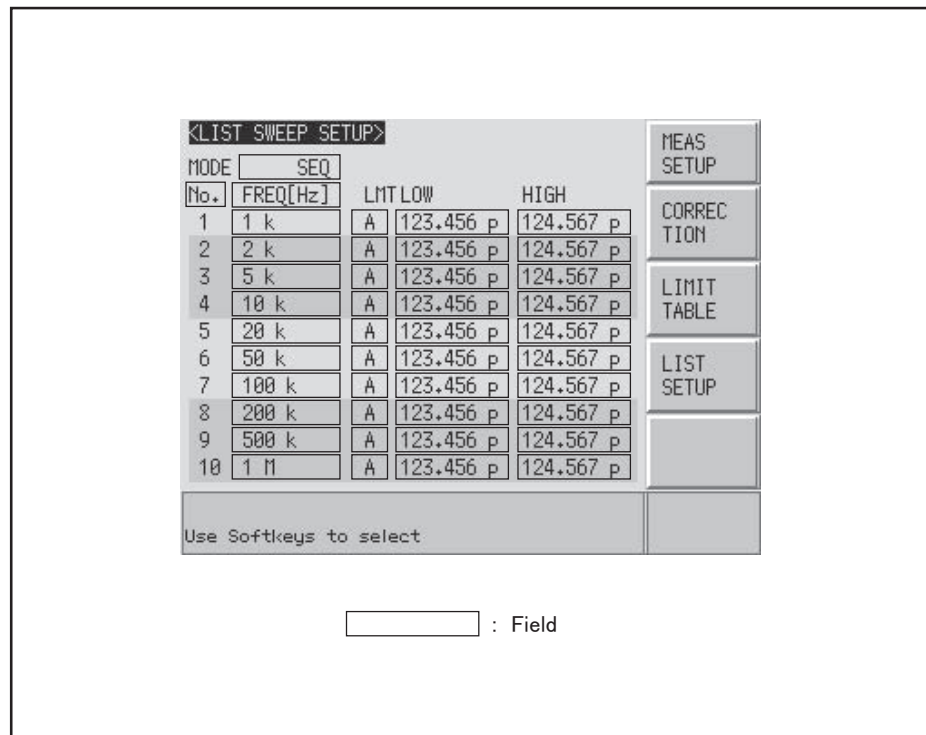 <LIST SWEEP SETUP>
MODE SEQ
No. FREQ[Hz] LMT LOW HIGH
1 1 k A 123.456 p 124.567 p
2 2 k A 123.456 p 124.567 p
3 5 k A 123.456 p 124.567 p
4 10 k A 123.456 p 124.567 p
5 20 k A 123.456 p 124.567 p
6 50 k A 123.456 p 124.567 p
7 100 k A 123.456 p 124.567 p
8 200 k A 123.456 p 124.567 p
9 500 k A 123.456 p 124.567 p
10 1 M A 123.456 p 124.567 p
MEAS
SETUP
CORREC
TION
LIMIT
TABLE
LIST
SETUP
Use Softkeys to select
: Field